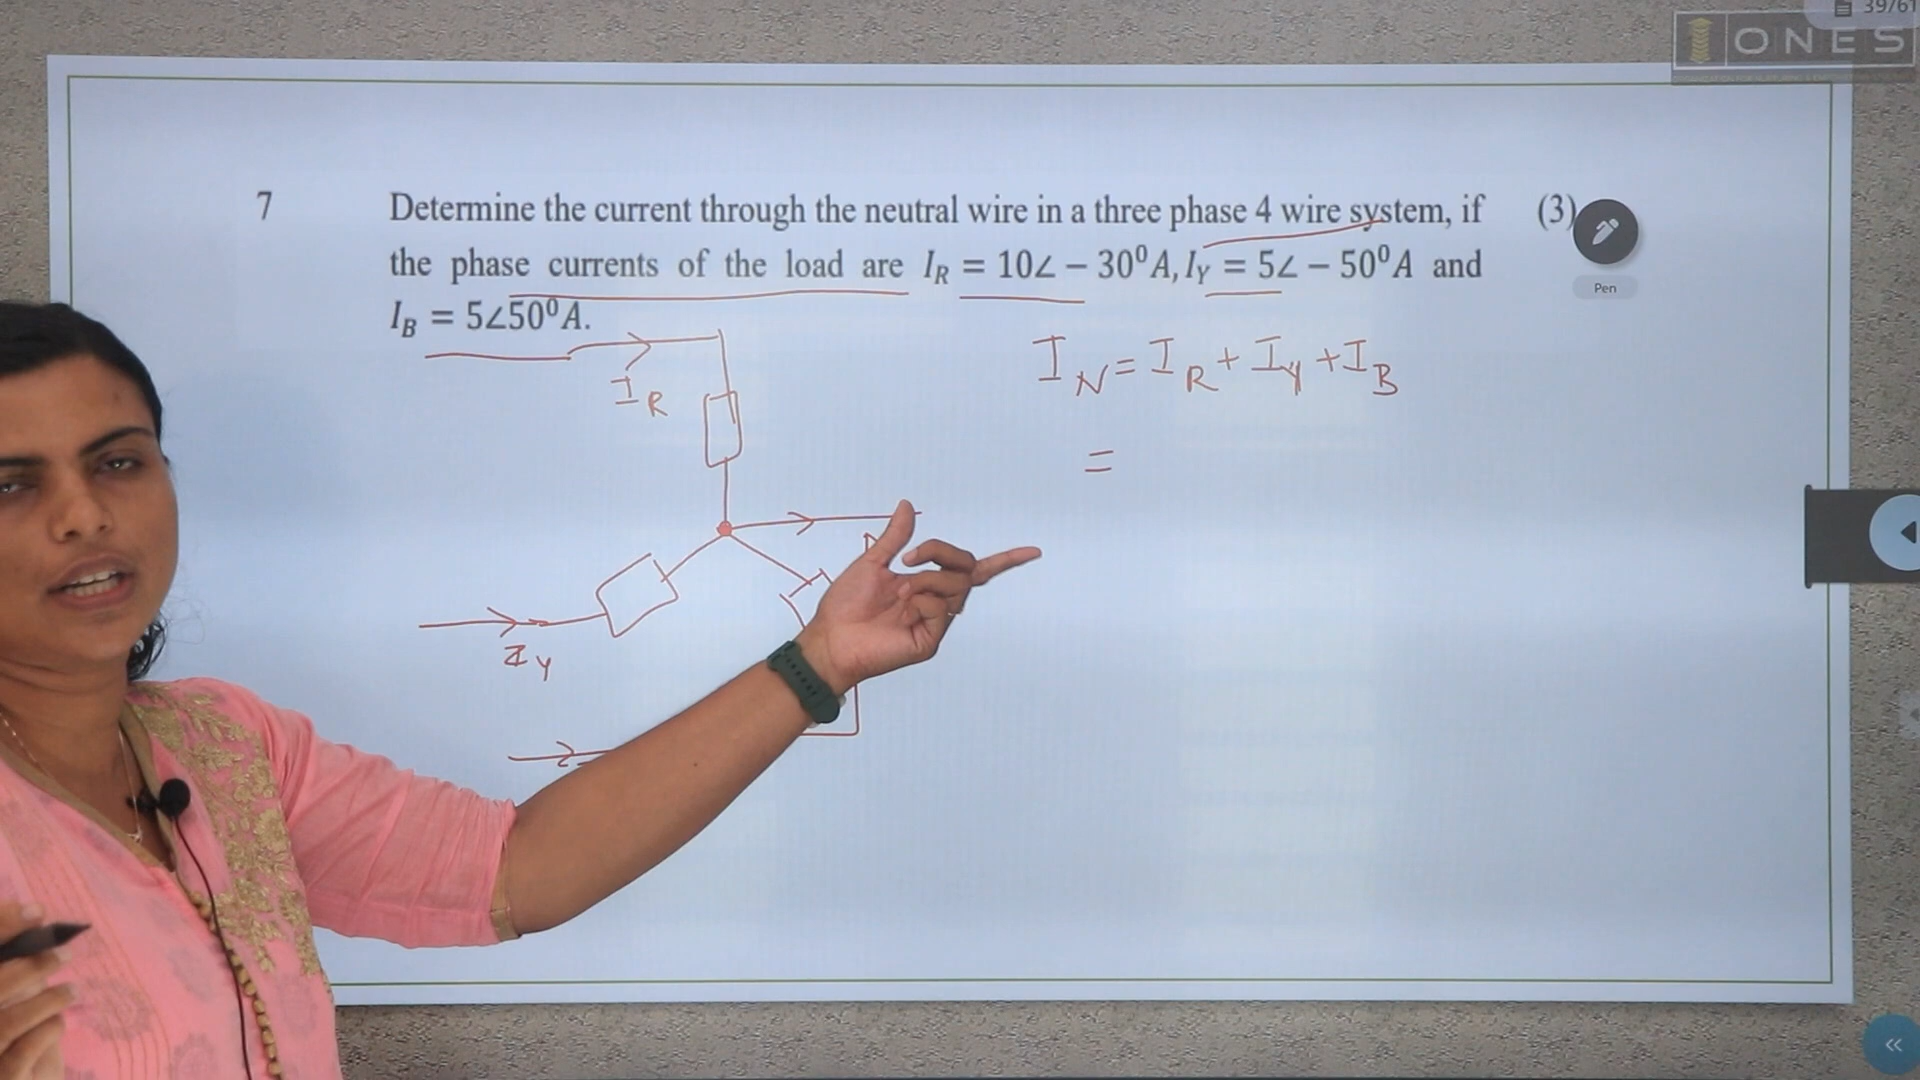 39/61
ONES
7 Determine the current through the neutral wire in a three phase 4 wire system, if (3)
the phase currents of the load are I_R = 10∠ − 30⁰A, I_Y = 5∠ − 50⁰A and
I_B = 5∠50⁰A.
Pen
I_R
I_N = I_R + I_Y + I_B
=
I_Y
«